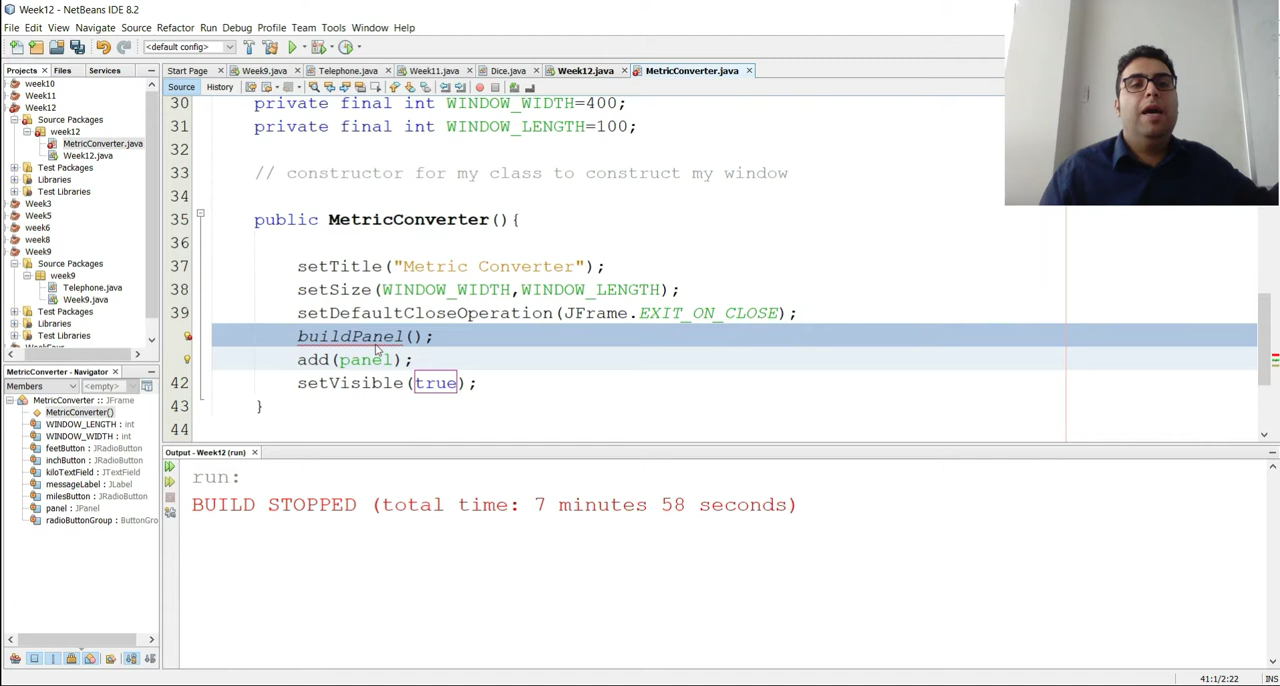 Week12 - NetBeans IDE 8.2
File Edit View Navigate Source Refactor Run Debug Profile Team Tools Window Help
<default config>
Projects Files Services
Start Page Week9.java Telephone.java Week11.java Dice.java Week12.java MetricConverter.java
Source History
week10
Week11
Week12
Source Packages
week12
MetricConverter.java
Week12.java
Test Packages
Libraries
Test Libraries
Week3
Week5
week6
week8
Week9
Source Packages
week9
Telephone.java
Week9.java
Test Packages
Libraries
Test Libraries
30 private final int WINDOW_WIDTH=400;
31 private final int WINDOW_LENGTH=100;
32
33 // constructor for my class to construct my window
34
35 public MetricConverter(){
36
37 setTitle("Metric Converter");
38 setSize(WINDOW_WIDTH,WINDOW_LENGTH);
39 setDefaultCloseOperation(JFrame.EXIT_ON_CLOSE);
buildPanel();
add(panel);
42 setVisible(true);
43 }
44
MetricConverter - Navigator
Members <empty>
MetricConverter :: JFrame
MetricConverter()
WINDOW_LENGTH : int
WINDOW_WIDTH : int
feetButton : JRadioButton
inchButton : JRadioButton
kiloTextField : JTextField
messageLabel : JLabel
milesButton : JRadioButton
panel : JPanel
radioButtonGroup : ButtonGro
Output - Week12 (run)
run:
BUILD STOPPED (total time: 7 minutes 58 seconds)
41:1/2:22 INS